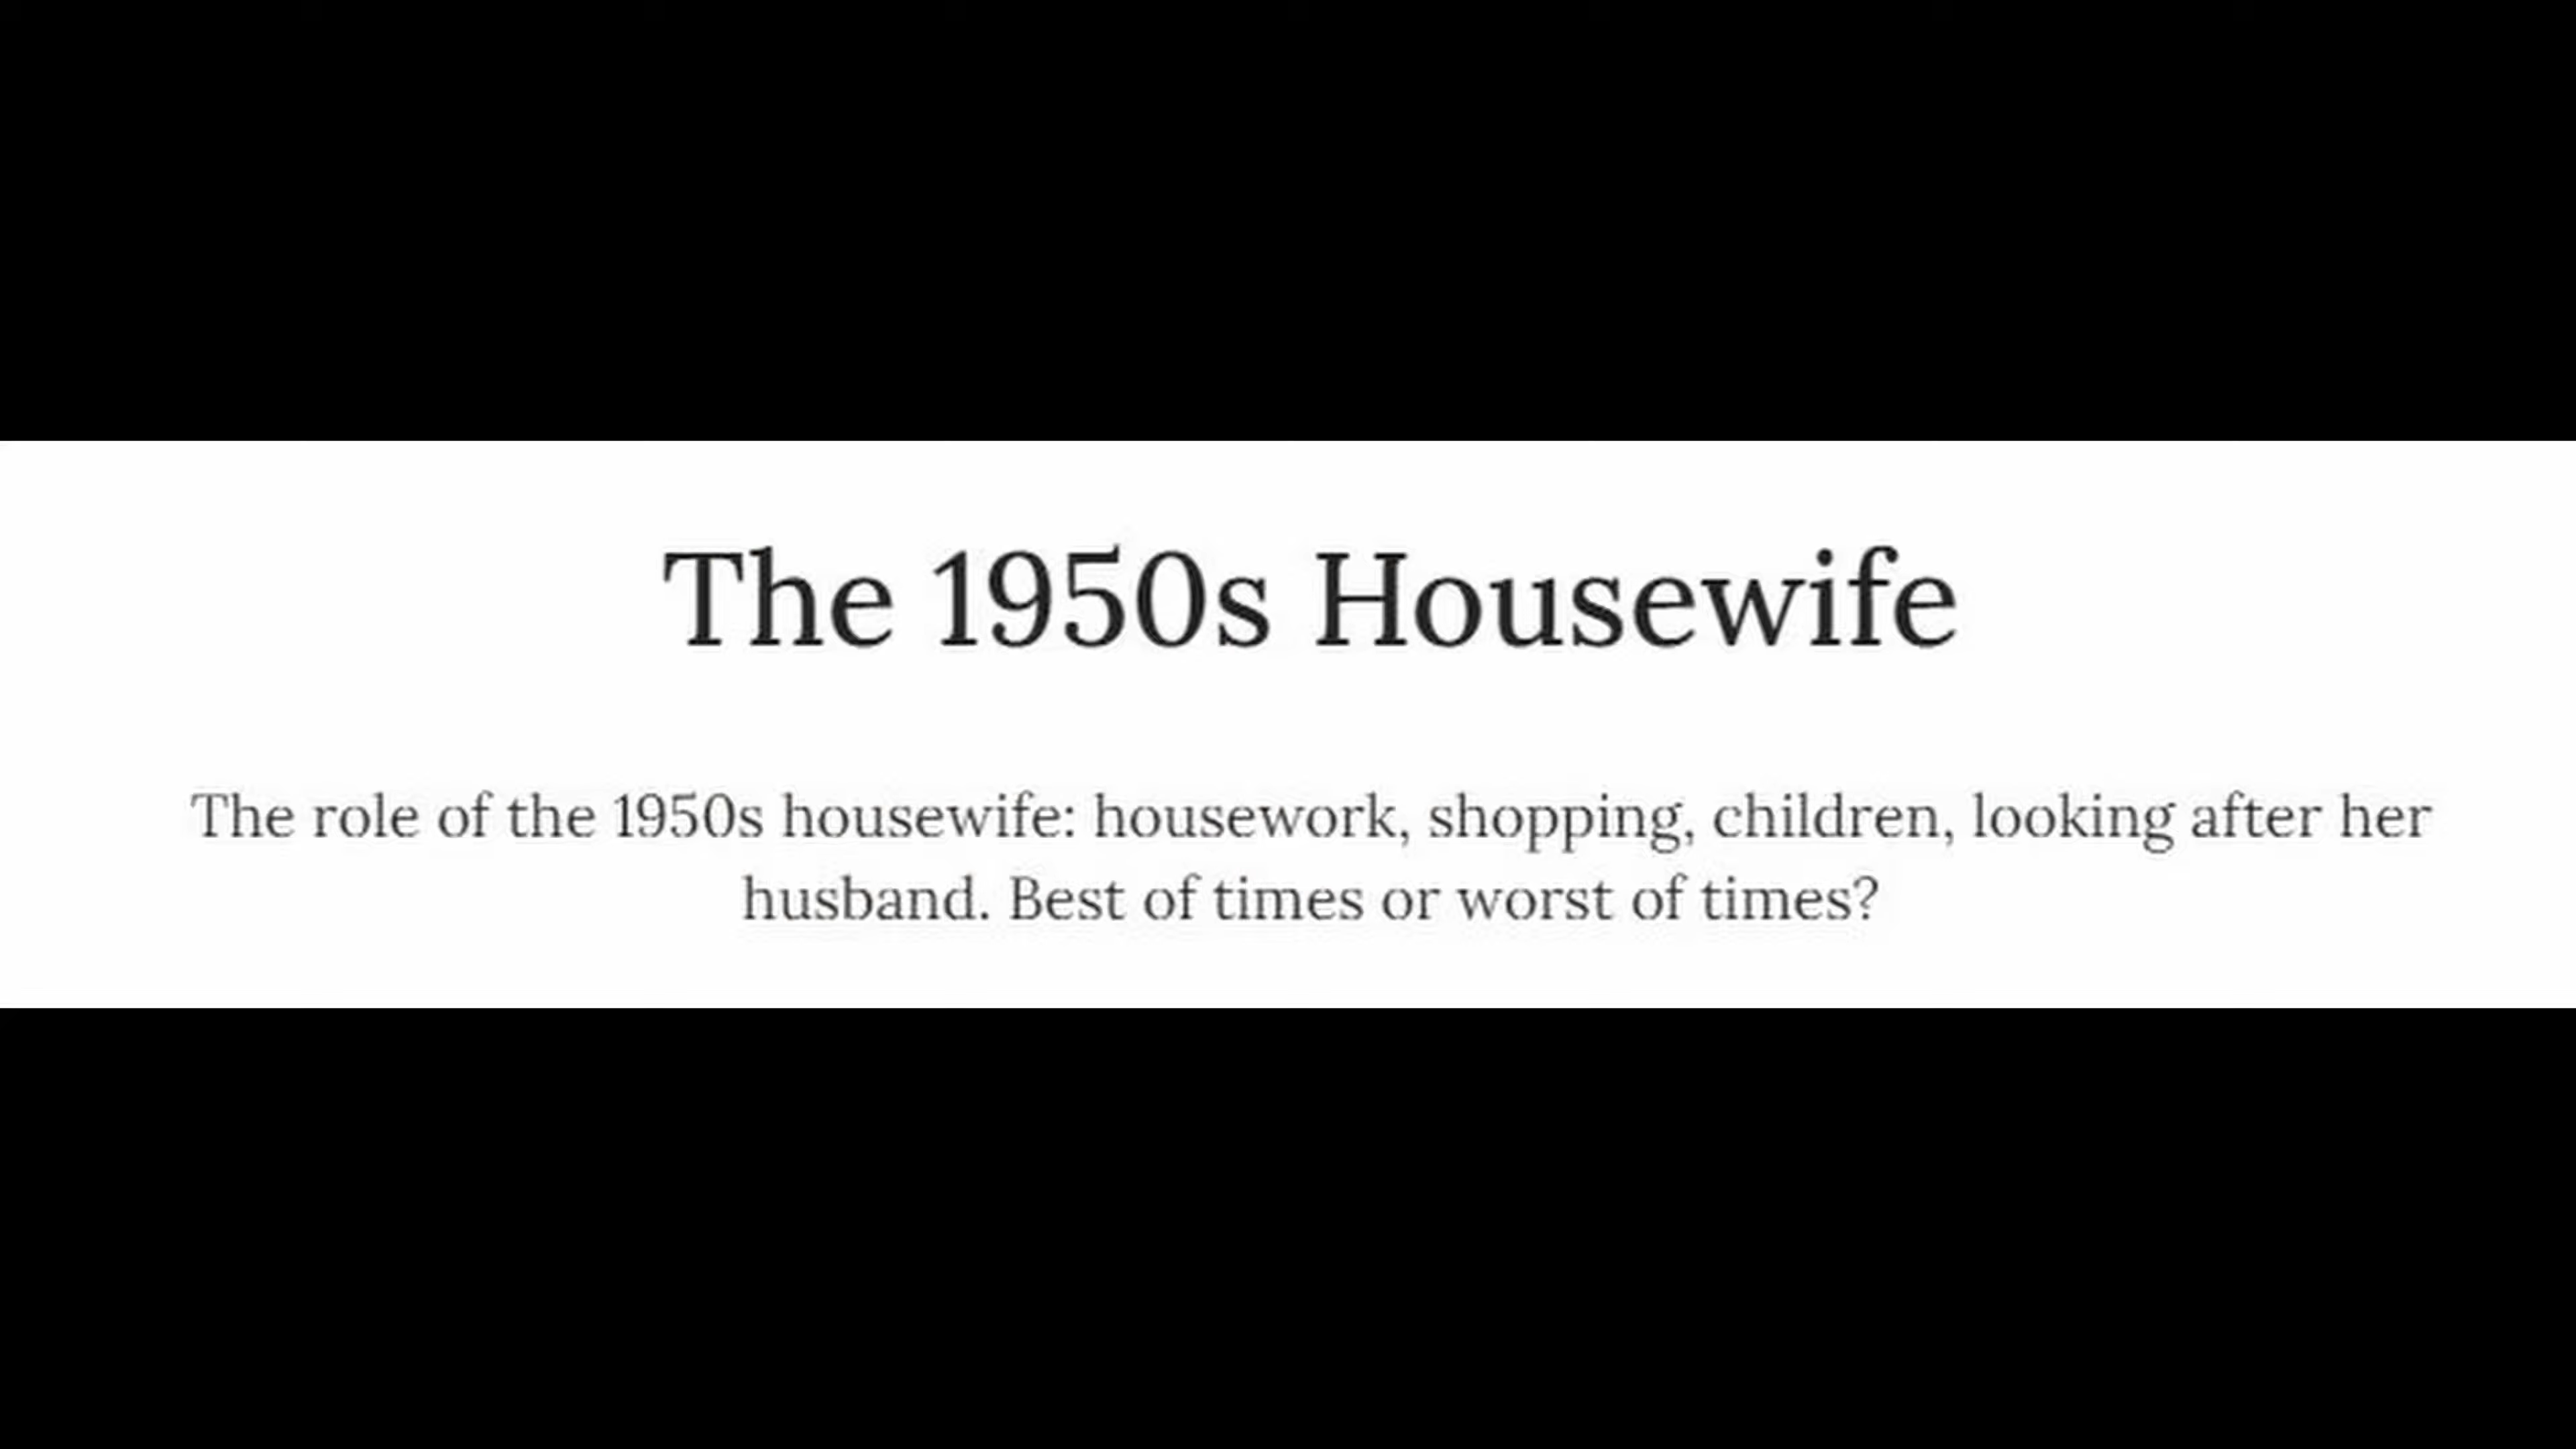 The 1950s Housewife
The role of the 1950s housewife: housework, shopping, children, looking after her
husband. Best of times or worst of times?